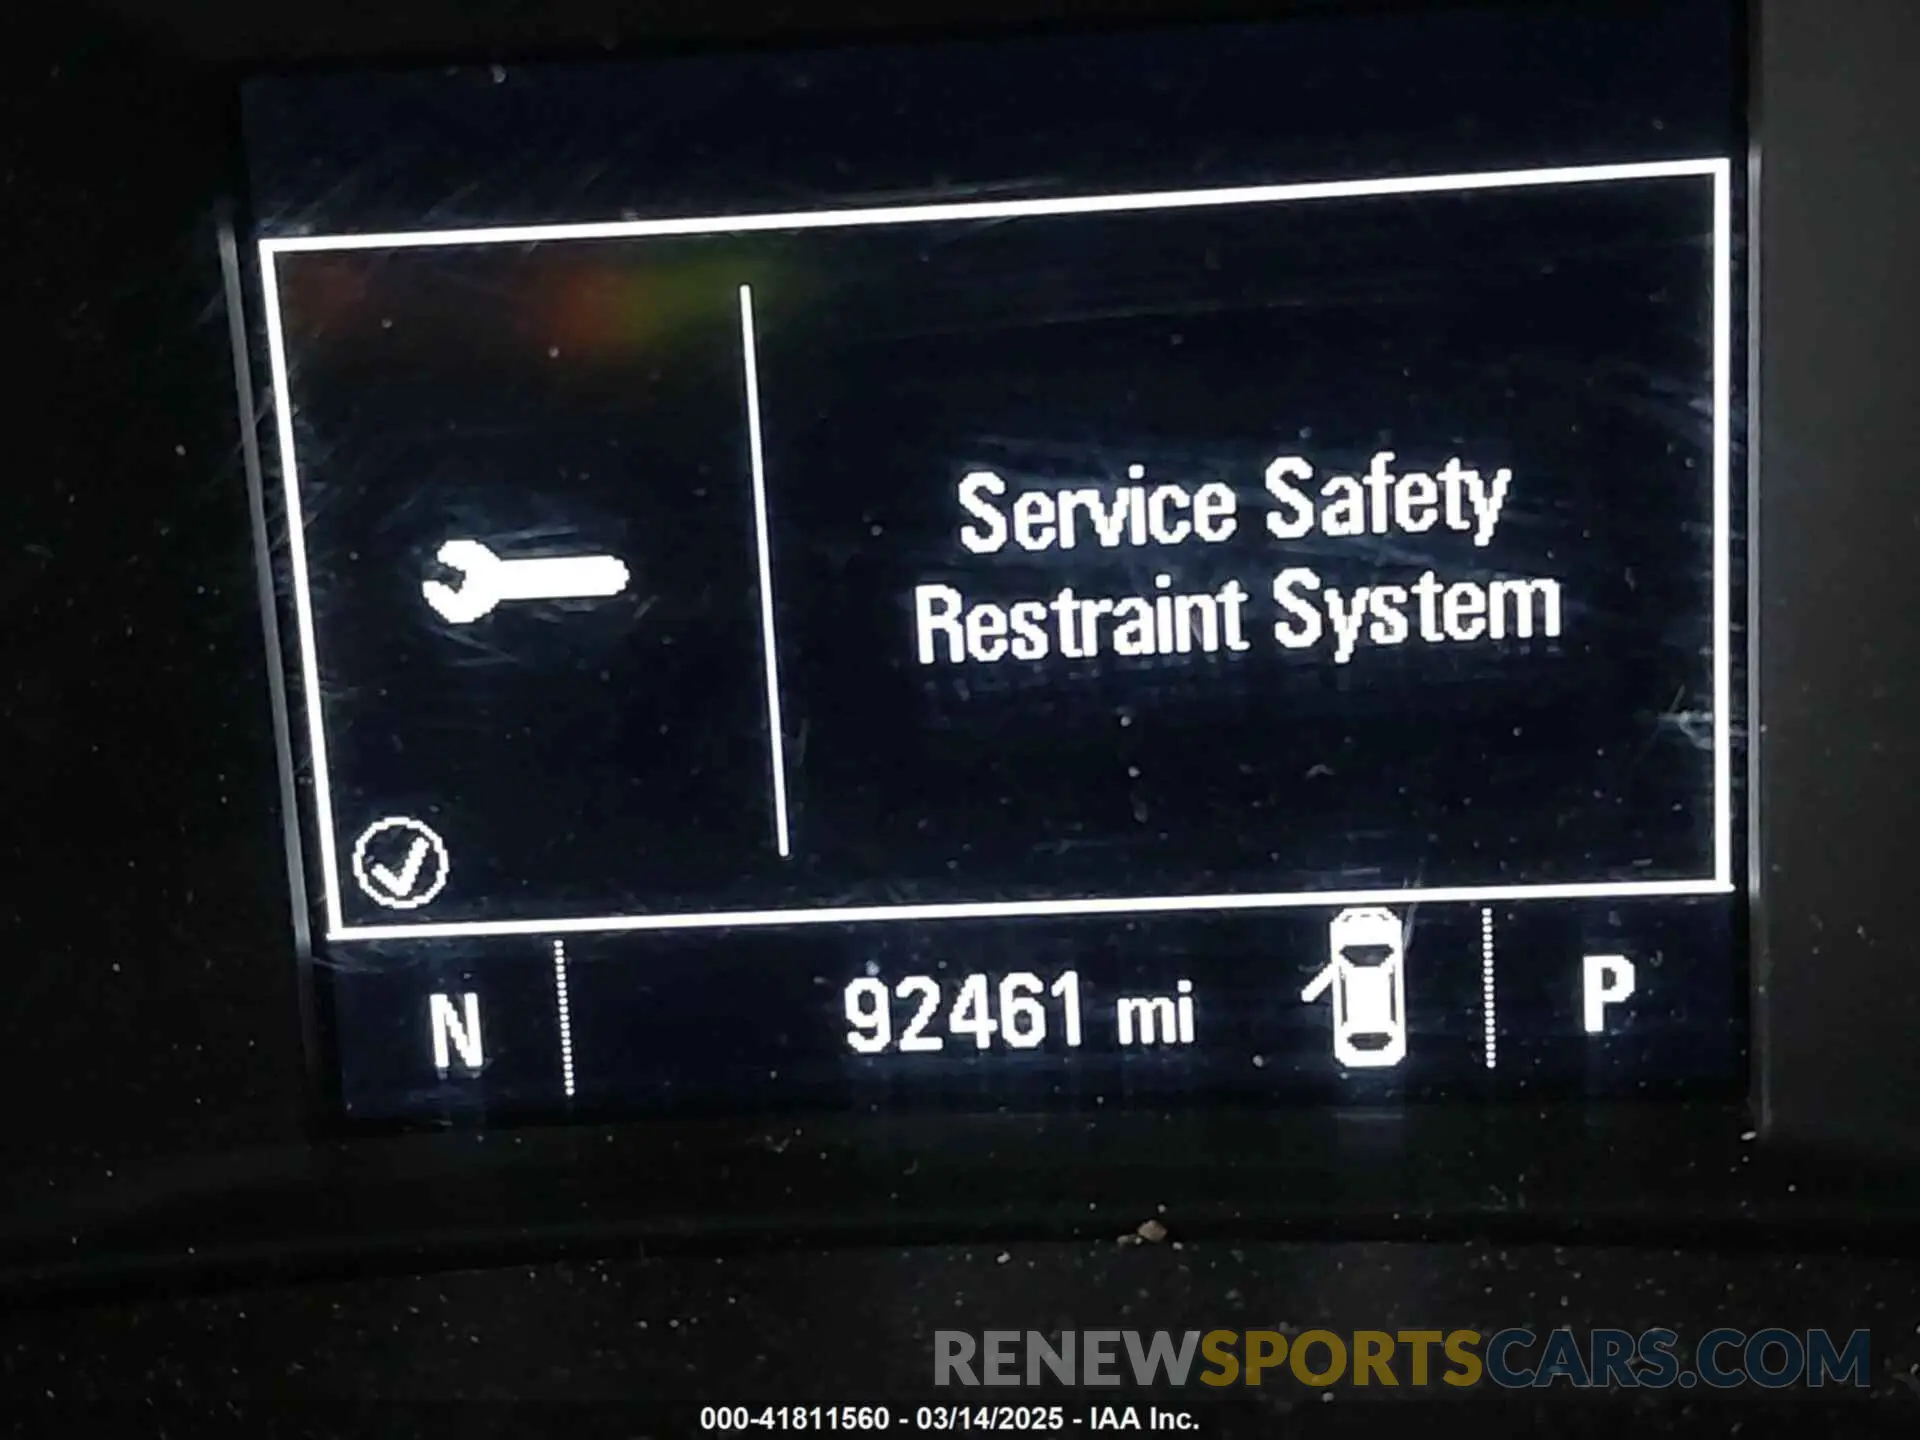 Service Safety
Restraint System
N
92461 mi
P
RENEWSPORTSCARS.COM
000-41811560 - 03/14/2025 - IAA Inc.